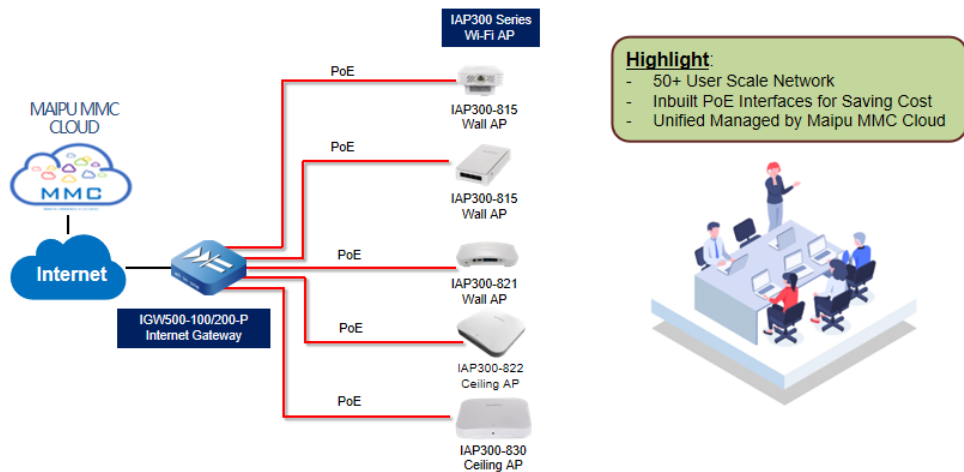 IAP300 Series
Wi-Fi AP
PoE
IAP300-815
Wall AP
PoE
IAP300-815
Wall AP
PoE
IAP300-821
Wall AP
PoE
IAP300-822
Ceiling AP
PoE
IAP300-830
Ceiling AP
MAIPU MMC
CLOUD
MMC
Internet
IGW500-100/200-P
Internet Gateway
Highlight:
- 50+ User Scale Network
- Inbuilt PoE Interfaces for Saving Cost
- Unified Managed by Maipu MMC Cloud